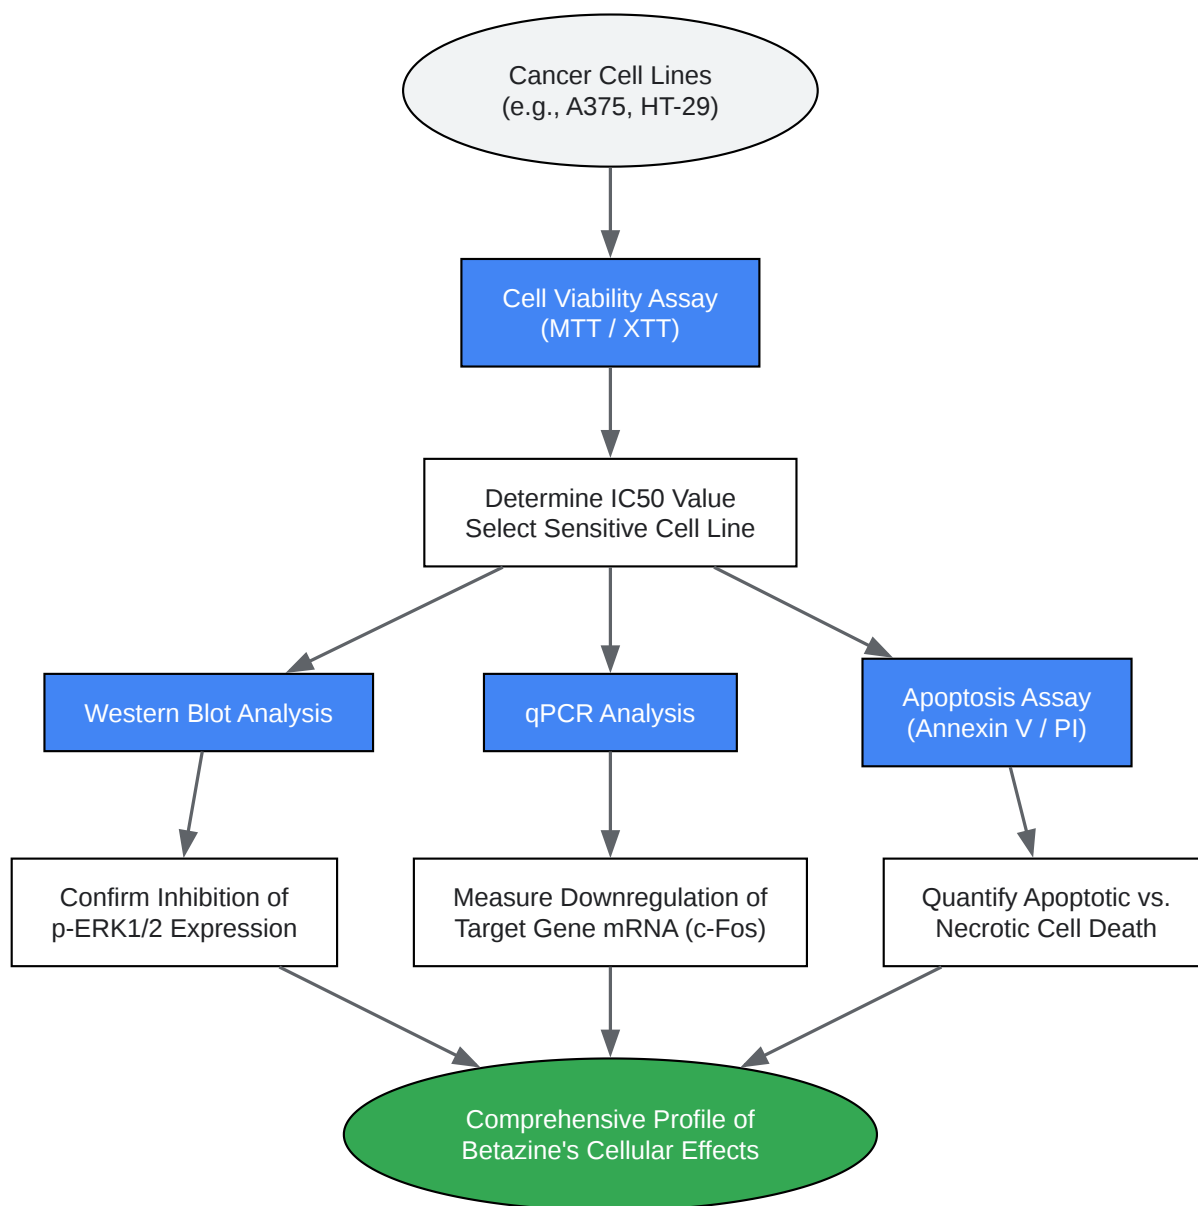 Cancer Cell Lines
(e.g., A375, HT-29)
Cell Viability Assay
(MTT / XTT)
Determine IC50 Value
Select Sensitive Cell Line
Western Blot Analysis
qPCR Analysis
Apoptosis Assay
(Annexin V / PI)
Confirm Inhibition of
p-ERK1/2 Expression
Measure Downregulation of
Target Gene mRNA (c-Fos)
Quantify Apoptotic vs.
Necrotic Cell Death
Comprehensive Profile of
Betazine's Cellular Effects